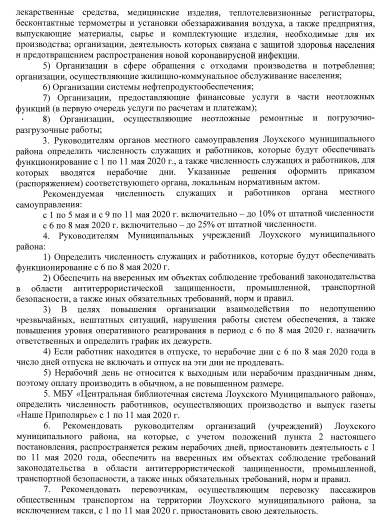 лекарственные средства, медицинские изделия, теплотелевизионные регистраторы,
бесконтактные термометры и установки обеззараживания воздуха, а также предприятия,
выпускающие материалы, сырье и комплектующие изделия, необходимые для их
производства; организации, деятельность которых связана с защитой здоровья населения
и предотвращением распространения новой коронавирусной инфекции.
5) Организации в сфере обращения с отходами производства и потребления;
организации, осуществляющие жилищно-коммунальное обслуживание населения;
6) Организации системы нефтепродуктообеспечения;
7) Организации, предоставляющие финансовые услуги в части неотложных
функций (в первую очередь услуги по расчетам и платежам);
8) Организации, осуществляющие неотложные ремонтные и погрузочно-
разгрузочные работы;
3. Руководителям органов местного самоуправления Лоухского муниципального
района определить численность служащих и работников, которые будут обеспечивать
функционирование с 1 по 11 мая 2020 г., а также численность служащих и работников, для
которых вводятся нерабочие дни. Указанные решения оформить приказом
(распоряжением) соответствующего органа, локальным нормативным актом.
Рекомендуемая численность служащих и работников органа местного
самоуправления:
с 1 по 5 мая и с 9 по 11 мая 2020 г. включительно – до 10% от штатной численности
с 6 по 8 мая 2020 г. включительно – до 25% от штатной численности.
4. Руководителям Муниципальных учреждений Лоухского муниципального
района:
1) Определить численность служащих и работников, которые будут обеспечивать
функционирование с 6 по 8 мая 2020 г.
2) Обеспечить на вверенных им объектах соблюдение требований законодательства
в области антитеррористической защищенности, промышленной, транспортной
безопасности, а также иных обязательных требований, норм и правил.
3) В целях повышения организации взаимодействия по недопущению
чрезвычайных, нештатных ситуаций, нарушения работы систем обеспечения, а также
повышения уровня оперативного реагирования в период с 6 по 8 мая 2020 г. назначить
ответственных и определить график их дежурств.
4) Если работник находится в отпуске, то нерабочие дни с 6 по 8 мая 2020 года в
число дней отпуска не включать и отпуск на эти дни не продлевать.
5) Нерабочий день не относится к выходным или нерабочим праздничным дням,
поэтому оплату производить в обычном, а не повышенном размере.
5. МБУ «Центральная библиотечная система Лоухского Муниципального района»,
определить численность работников, осуществляющих производство и выпуск газеты
«Наше Приполярье» с 1 по 11 мая 2020 г.
6. Рекомендовать руководителям организаций (учреждений) Лоухского
муниципального района, на которые, с учетом положений пункта 2 настоящего
постановления, распространяется режим нерабочих дней, приостановить деятельность с 1
по 11 мая 2020 года, обеспечить на вверенных им объектах соблюдение требований
законодательства в области антитеррористической защищенности, промышленной,
транспортной безопасности, а также иных обязательных требований, норм и правил.
7. Рекомендовать перевозчикам, осуществляющим перевозку пассажиров
общественным транспортом на территории Лоухского муниципального района, за
исключением такси, с 1 по 11 мая 2020 г. приостановить свою деятельность.